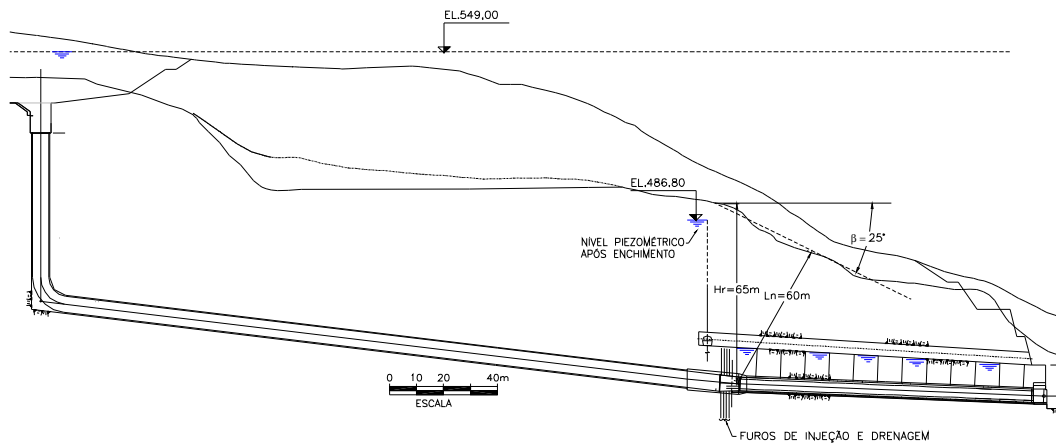 EL.549,00
EL.486,80
NÍVEL PIEZOMÉTRICO
APÓS ENCHIMENTO
β=25°
Hr=65m
Ln=60m
0 10 20 40m
ESCALA
FUROS DE INJEÇÃO E DRENAGEM